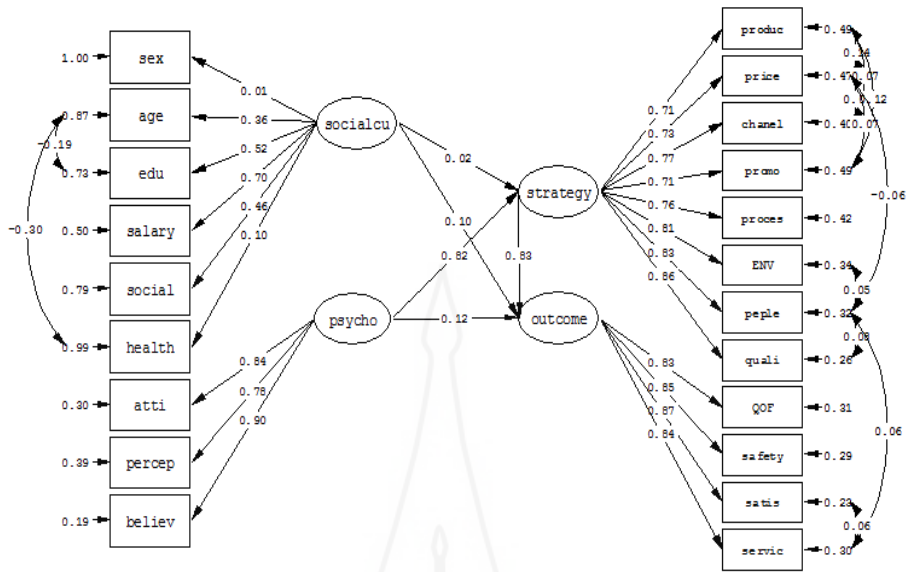 1.00
sex
0.87
age
0.73
edu
0.50
salary
0.79
social
0.99
health
0.30
atti
0.39
percep
0.19
believ
-0.19
-0.30
0.01
0.36
0.52
0.70
0.46
0.10
0.84
0.78
0.90
socialcu
psycho
0.02
0.10
0.82
0.83
0.12
strategy
outcome
0.71
0.73
0.77
0.71
0.76
0.81
0.83
0.86
0.83
0.85
0.87
0.84
produc
0.49
price
chanel
promo
0.49
proces
0.42
ENV
0.34
peple
0.32
quali
0.26
QOF
0.31
safety
0.29
satis
0.23
servic
0.30
0.14
0.07
0.12
0.07
-0.06
0.05
0.08
0.06
0.06